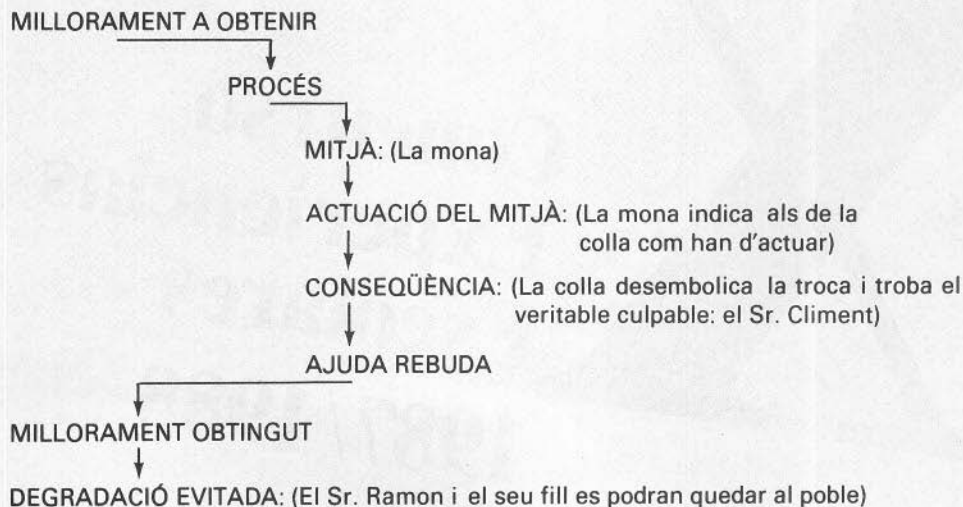 MILLORAMENT A OBTENIR
PROCÉS
MITJÀ: (La mona)
ACTUACIÓ DEL MITJÀ: (La mona indica als de la
colla com han d'actuar)
CONSEQÜÈNCIA: (La colla desembolica la troca i troba el
veritable culpable: el Sr. Climent)
AJUDA REBUDA
MILLORAMENT OBTINGUT
DEGRADACIÓ EVITADA: (El Sr. Ramon i el seu fill es podran quedar al poble)